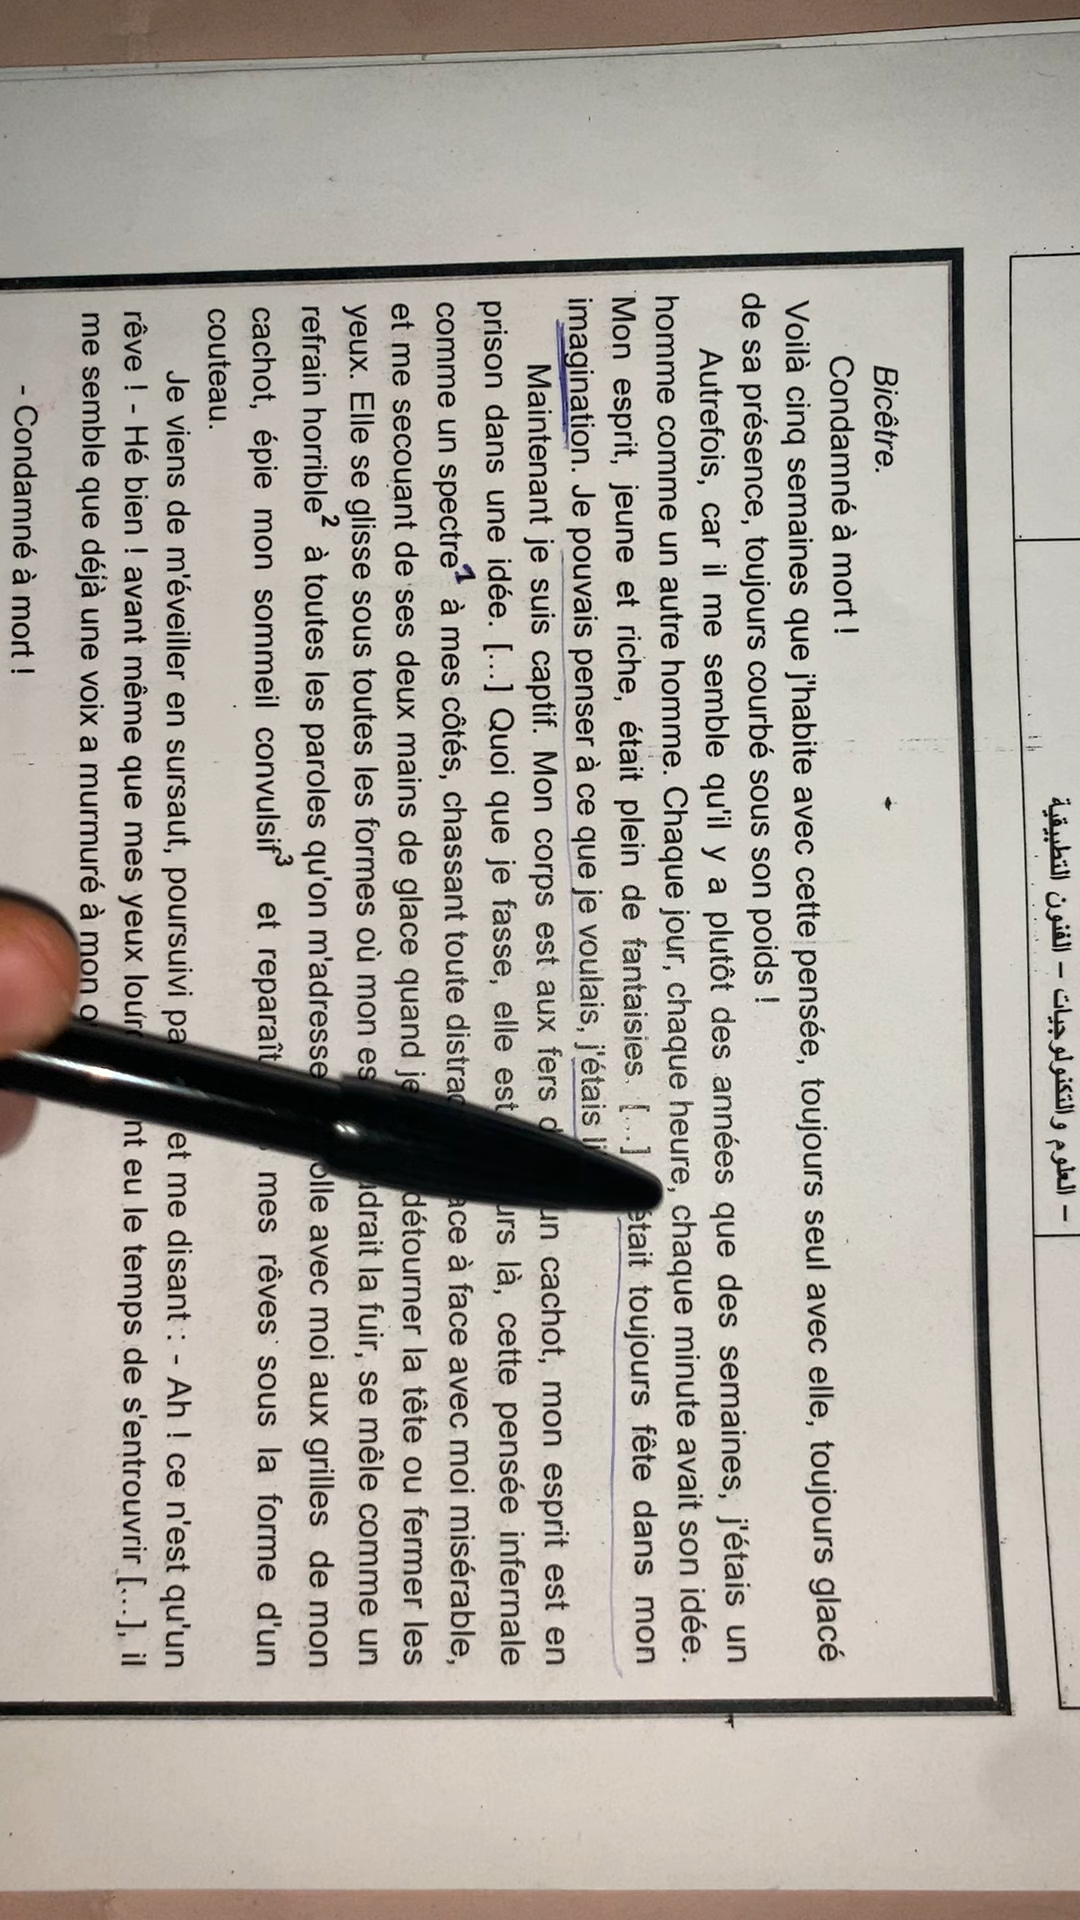 – العلوم والتكنولوجيات – الفنون التطبيقية
Bicêtre.
Condamné à mort !
Voilà cinq semaines que j'habite avec cette pensée, toujours seul avec elle, toujours glacé
de sa présence, toujours courbé sous son poids !
Autrefois, car il me semble qu'il y a plutôt des années que des semaines, j'étais un
homme comme un autre homme. Chaque jour, chaque heure, chaque minute avait son idée.
Mon esprit, jeune et riche, était plein de fantaisies. [...] était toujours fête dans mon
imagination. Je pouvais penser à ce que je voulais, j'étais
Maintenant je suis captif. Mon corps est aux fers un cachot, mon esprit est en
prison dans une idée. [...] Quoi que je fasse, elle est là, cette pensée infernale
comme un spectre1 à mes côtés, chassant toute face à face avec moi misérable,
et me secouant de ses deux mains de glace quand je détourner la tête ou fermer les
yeux. Elle se glisse sous toutes les formes où mon la fuir, se mêle comme un
refrain horrible2 à toutes les paroles qu'on m'adresse avec moi aux grilles de mon
cachot, épie mon sommeil convulsif3 et reparaît mes rêves sous la forme d'un
couteau.
Je viens de m'éveiller en sursaut, poursuivi et me disant : - Ah ! ce n'est qu'un
rêve ! - Hé bien ! avant même que mes yeux eu le temps de s'entrouvrir [...], il
me semble que déjà une voix a murmuré à mon
- Condamné à mort !